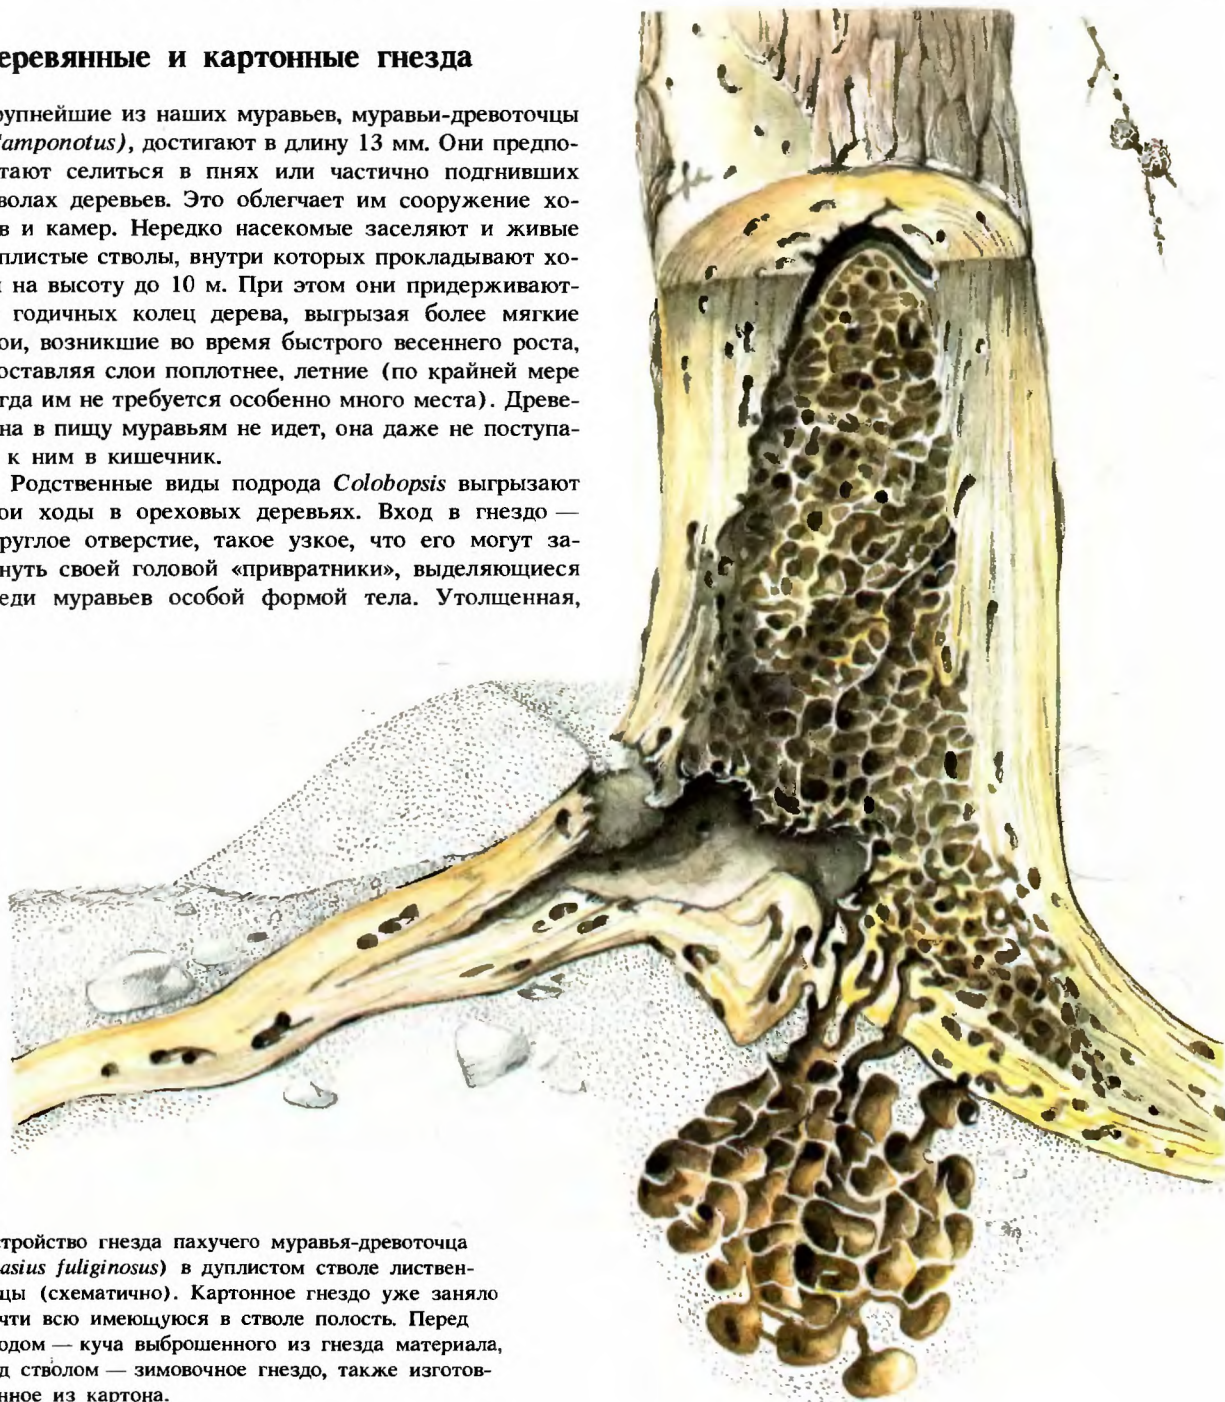 еревянные и картонные гнезда
рупнейшие из наших муравьев, муравьи-древоточцы
amponotus), достигают в длину 13 мм. Они предпо-
тают селиться в пнях или частично подгнивших
волах деревьев. Это облегчает им сооружение хо-
в и камер. Нередко насекомые заселяют и живые
плистые стволы, внутри которых прокладывают хо-
на высоту до 10 м. При этом они придерживают-
годичных колец дерева, выгрызая более мягкие
ои, возникшие во время быстрого весеннего роста,
оставляя слои поплотнее, летние (по крайней мере
гда им не требуется особенно много места). Древе-
на в пищу муравьям не идет, она даже не поступа-
к ним в кишечник.
Родственные виды подрода Colobopsis выгрызают
ои ходы в ореховых деревьях. Вход в гнездо —
руглое отверстие, такое узкое, что его могут за-
нуть своей головой «привратники», выделяющиеся
еди муравьев особой формой тела. Утолщенная,
тройство гнезда пахучего муравья-древоточца
asius fuliginosus) в дуплистом стволе листвен-
цы (схематично). Картонное гнездо уже заняло
чти всю имеющуюся в стволе полость. Перед
одом — куча выброшенного из гнезда материала,
д стволом — зимовочное гнездо, также изготов-
нное из картона.